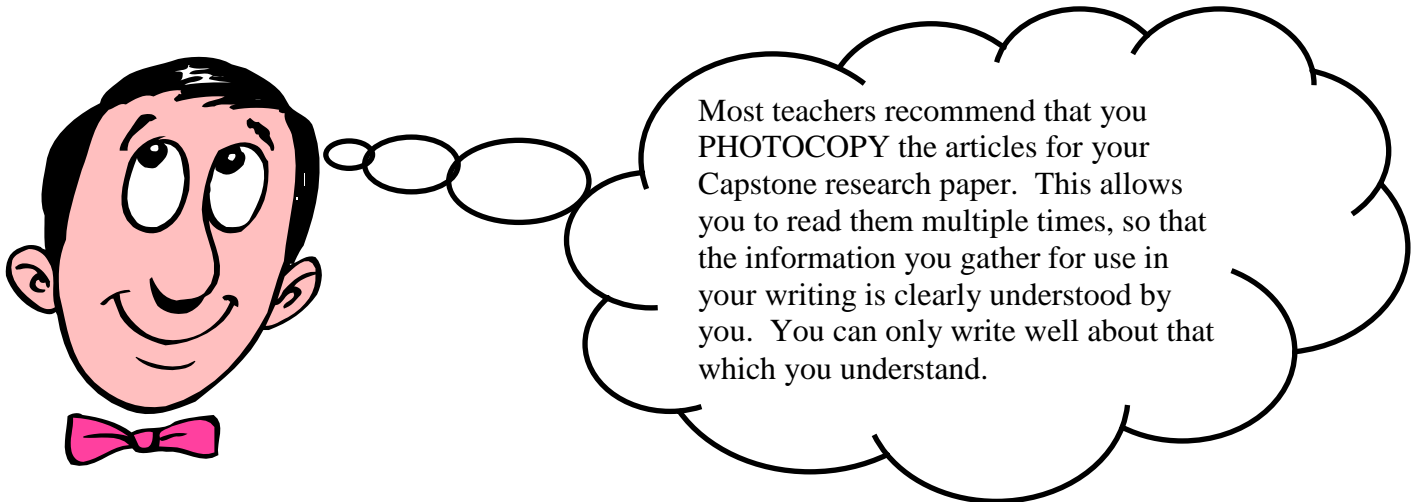 Most teachers recommend that you
PHOTOCOPY the articles for your
Capstone research paper.  This allows
you to read them multiple times, so that
the information you gather for use in
your writing is clearly understood by
you.  You can only write well about that
which you understand.